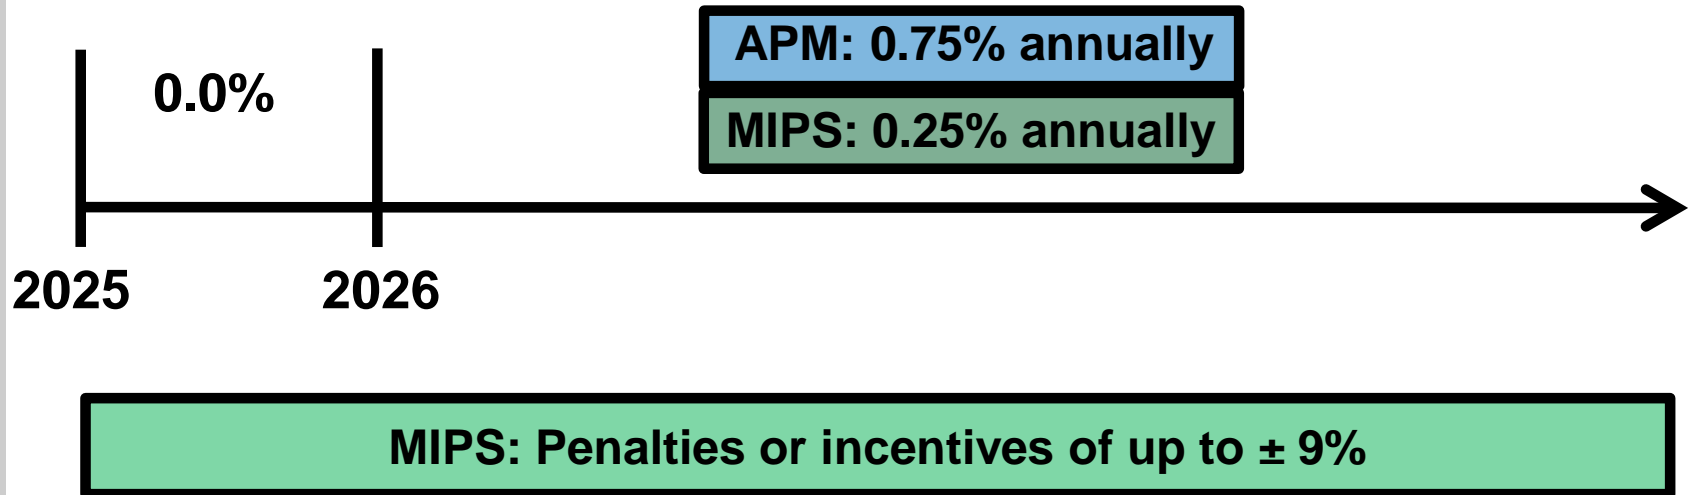 APM: 0.75% annually
0.0%
MIPS: 0.25% annually
2025
2026
MIPS: Penalties or incentives of up to ± 9%